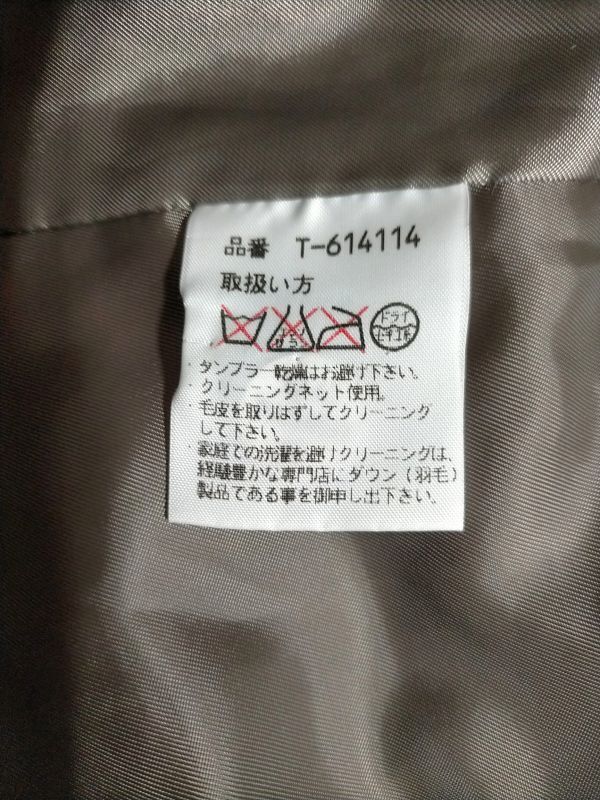 品番 T-614114
取扱い方
ドライ
セキユ系
・タンブラー乾燥はお避け下さい。
・クリーニングネット使用。
・毛皮を取りはずしてクリーニング
して下さい。
・家庭での洗濯を避けクリーニングは、
経験豊かな専門店にダウン(羽毛)
製品である事を御申し出下さい。